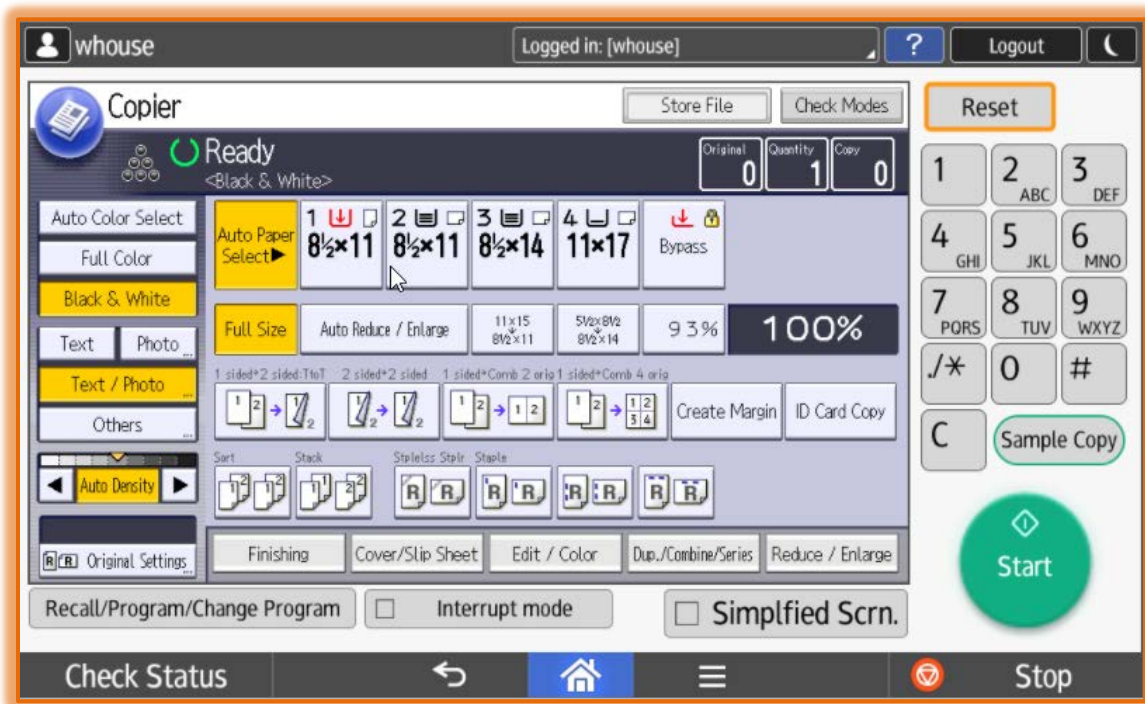 whouse
Logged in: [whouse]
?
Logout
Copier
Store File
Check Modes
Reset
Ready
<Black & White>
Original
0
Quantity
1
Copy
0
1
2 ABC
3 DEF
4 GHI
5 JKL
6 MNO
7 PQRS
8 TUV
9 WXYZ
./*
0
#
C
Sample Copy
Start
Auto Color Select
Full Color
Black & White
Text
Photo
Text / Photo
Others
Auto Density
Original Settings
Auto Paper
Select▶
1
8½×11
2
8½×11
3
8½×14
4
11×17
Bypass
Full Size
Auto Reduce / Enlarge
11×15
8½×11
5½×8½
8½×14
93%
100%
1 sided→2 sided:TtoT
2 sided→2 sided
1 sided→Comb 2 orig
1 sided→Comb 4 orig
Create Margin
ID Card Copy
Sort
Stack
Stplelss Stplr
Staple
Finishing
Cover/Slip Sheet
Edit / Color
Dup./Combine/Series
Reduce / Enlarge
Recall/Program/Change Program
Interrupt mode
Simplfied Scrn.
Check Status
Stop